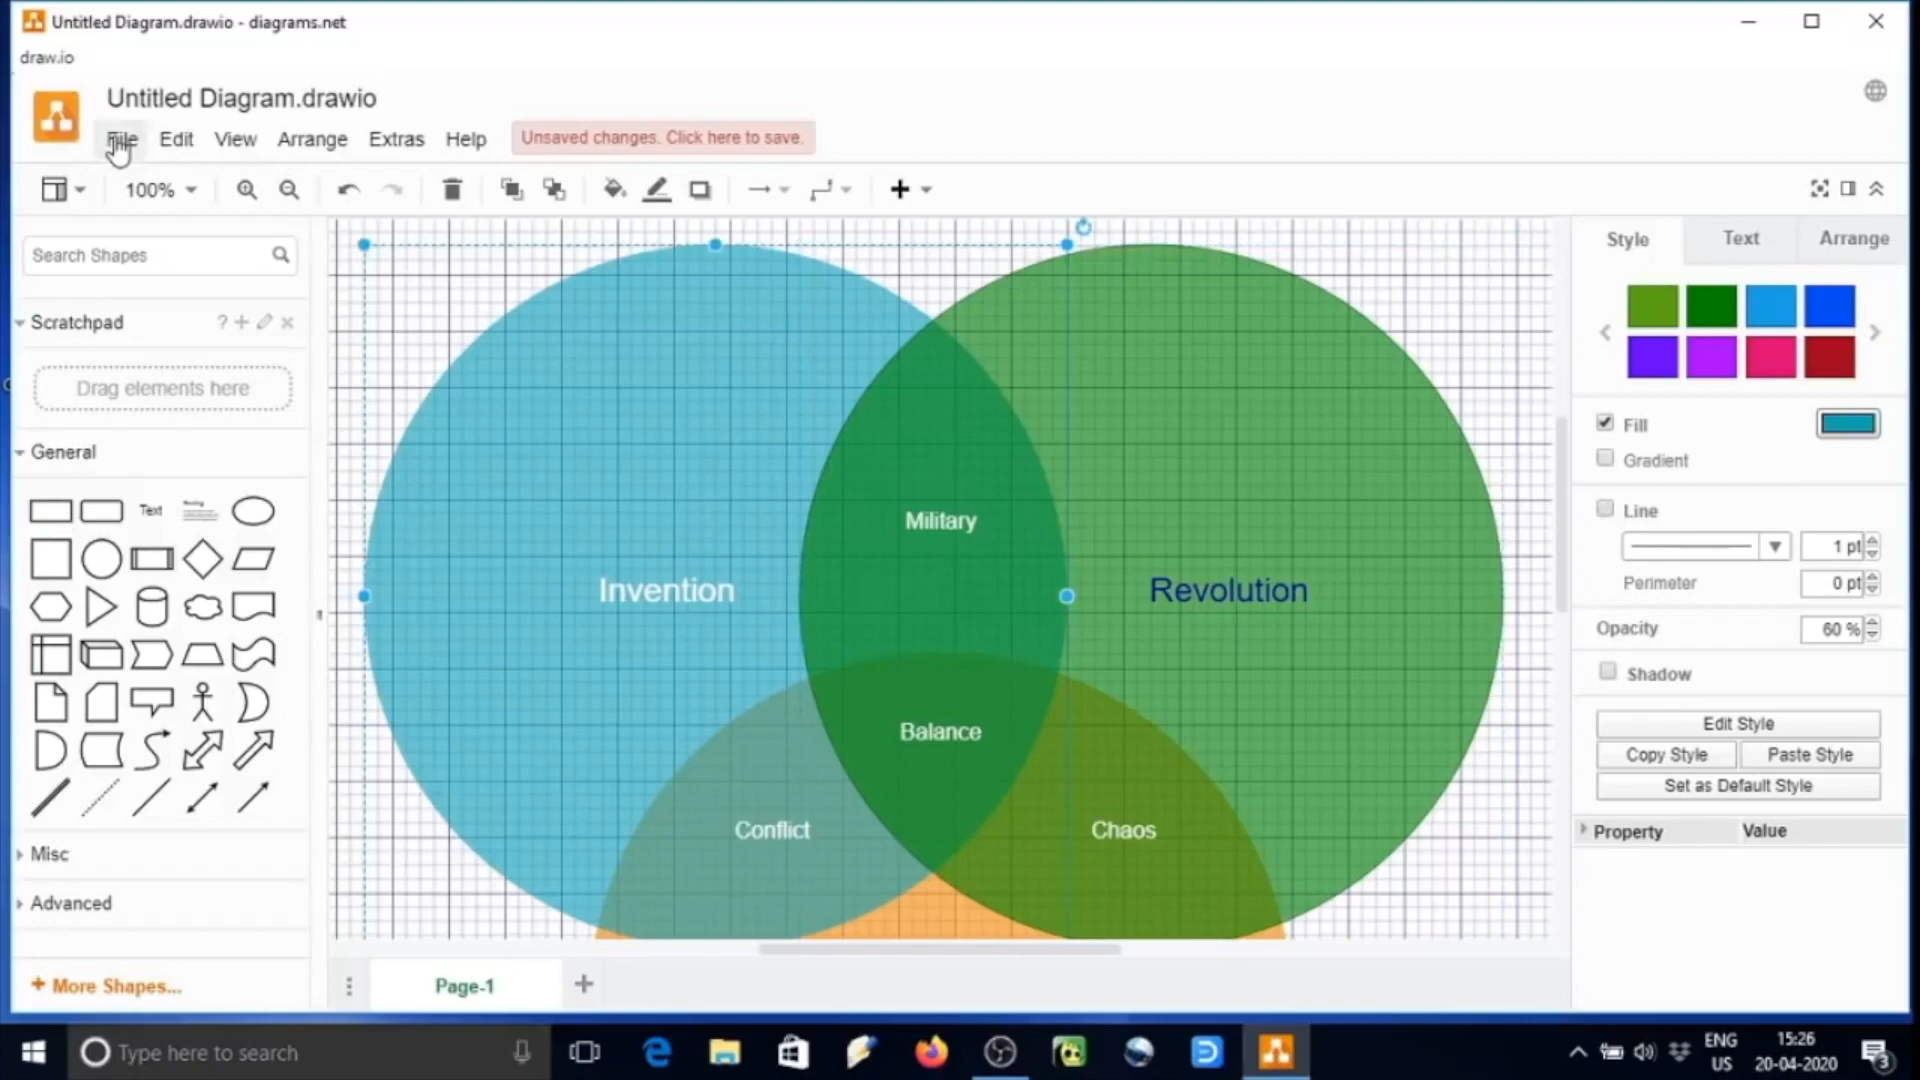 Untitled Diagram.drawio - diagrams.net
draw.io
Untitled Diagram.drawio
File Edit View Arrange Extras Help Unsaved changes. Click here to save.
100%
Search Shapes
Style Text Arrange
Scratchpad ?
Drag elements here
Fill
General
Gradient
Text
Line
Military
1 pt
Invention Revolution
Perimeter 0 pt
Opacity 60 %
Shadow
Edit Style
Balance
Copy Style Paste Style
Set as Default Style
Conflict Chaos
Property Value
Misc
Advanced
+ More Shapes...
Page-1 +
Type here to search
ENG
US
15:26
20-04-2020
3